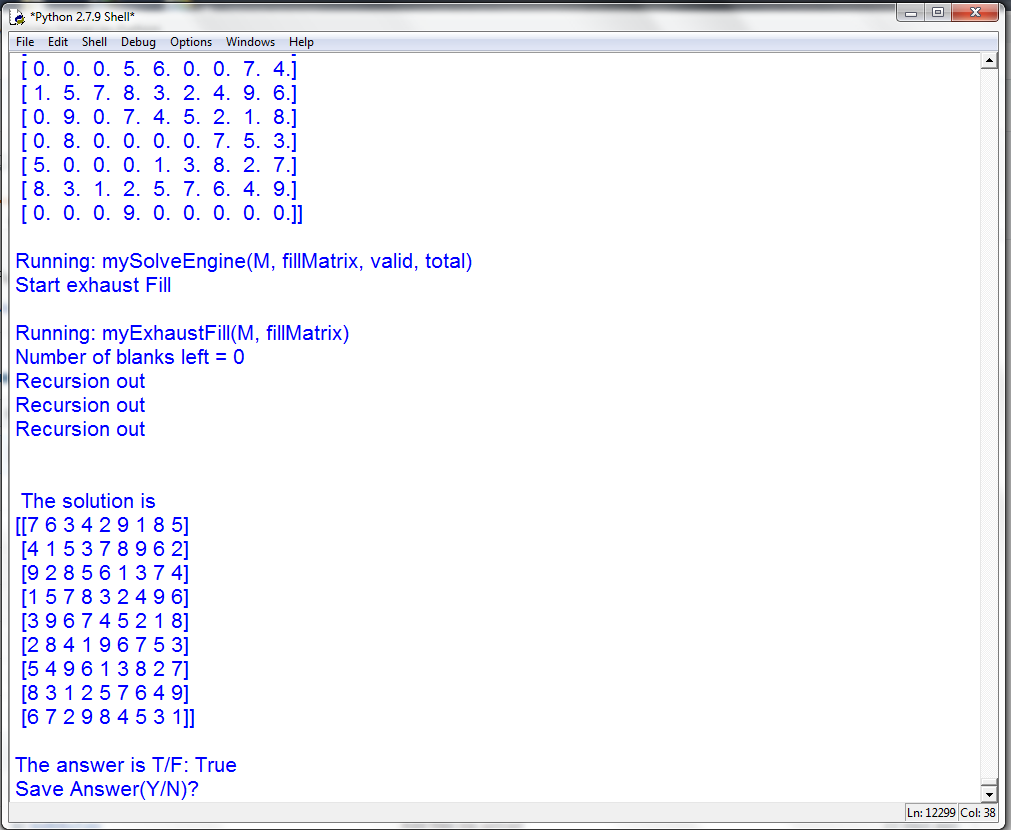 *Python 2.7.9 Shell*
File Edit Shell Debug Options Windows Help
[ 0. 0. 0. 5. 6. 0. 0. 7. 4.]
[ 1. 5. 7. 8. 3. 2. 4. 9. 6.]
[ 0. 9. 0. 7. 4. 5. 2. 1. 8.]
[ 0. 8. 0. 0. 0. 0. 7. 5. 3.]
[ 5. 0. 0. 0. 1. 3. 8. 2. 7.]
[ 8. 3. 1. 2. 5. 7. 6. 4. 9.]
[ 0. 0. 0. 9. 0. 0. 0. 0. 0.]]
Running: mySolveEngine(M, fillMatrix, valid, total)
Start exhaust Fill
Running: myExhaustFill(M, fillMatrix)
Number of blanks left = 0
Recursion out
Recursion out
Recursion out
The solution is
[[7 6 3 4 2 9 1 8 5]
[4 1 5 3 7 8 9 6 2]
[9 2 8 5 6 1 3 7 4]
[1 5 7 8 3 2 4 9 6]
[3 9 6 7 4 5 2 1 8]
[2 8 4 1 9 6 7 5 3]
[5 4 9 6 1 3 8 2 7]
[8 3 1 2 5 7 6 4 9]
[6 7 2 9 8 4 5 3 1]]
The answer is T/F: True
Save Answer(Y/N)?
Ln: 12299 Col: 38